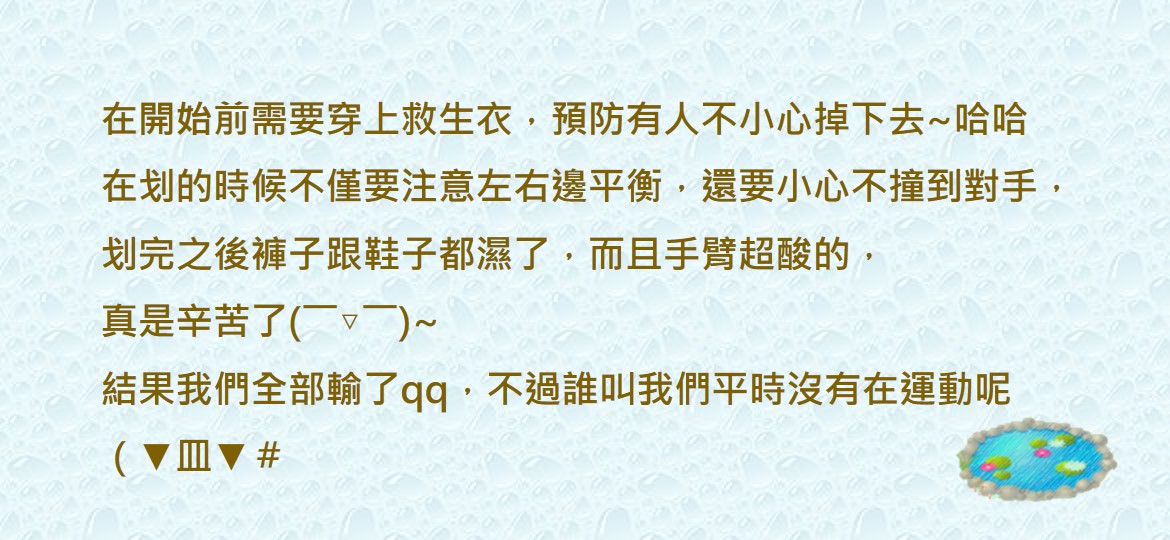 在開始前需要穿上救生衣，預防有人不小心掉下去~哈哈
在划的時候不僅要注意左右邊平衡，還要小心不撞到對手，
划完之後褲子跟鞋子都濕了，而且手臂超酸的，
真是辛苦了(￣▽￣)~
結果我們全部輸了qq，不過誰叫我們平時沒有在運動呢
（▼皿▼#